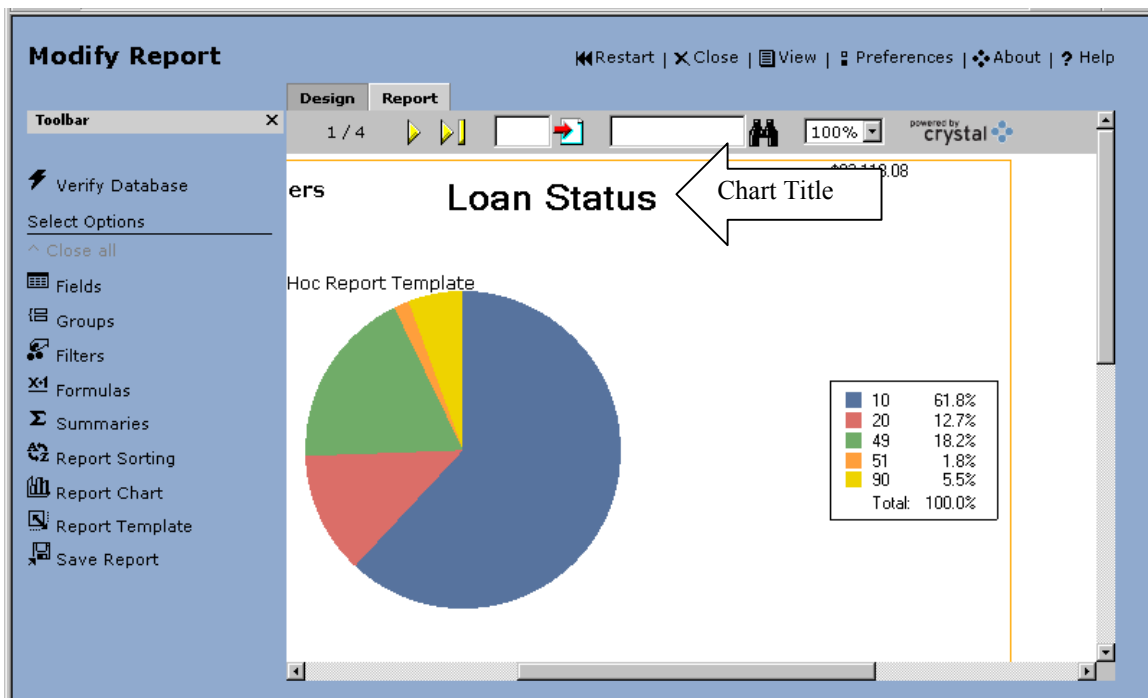 Modify Report
Restart | Close | View | Preferences | About | ? Help
Design Report
Toolbar X
1 / 4 100% powered by crystal
Verify Database
Select Options
^ Close all
Fields
Groups
Filters
Formulas
Summaries
Report Sorting
Report Chart
Report Template
Save Report
ers
Loan Status
Chart Title
.08
Hoc Report Template
10 61.8%
20 12.7%
49 18.2%
51 1.8%
90 5.5%
Total: 100.0%